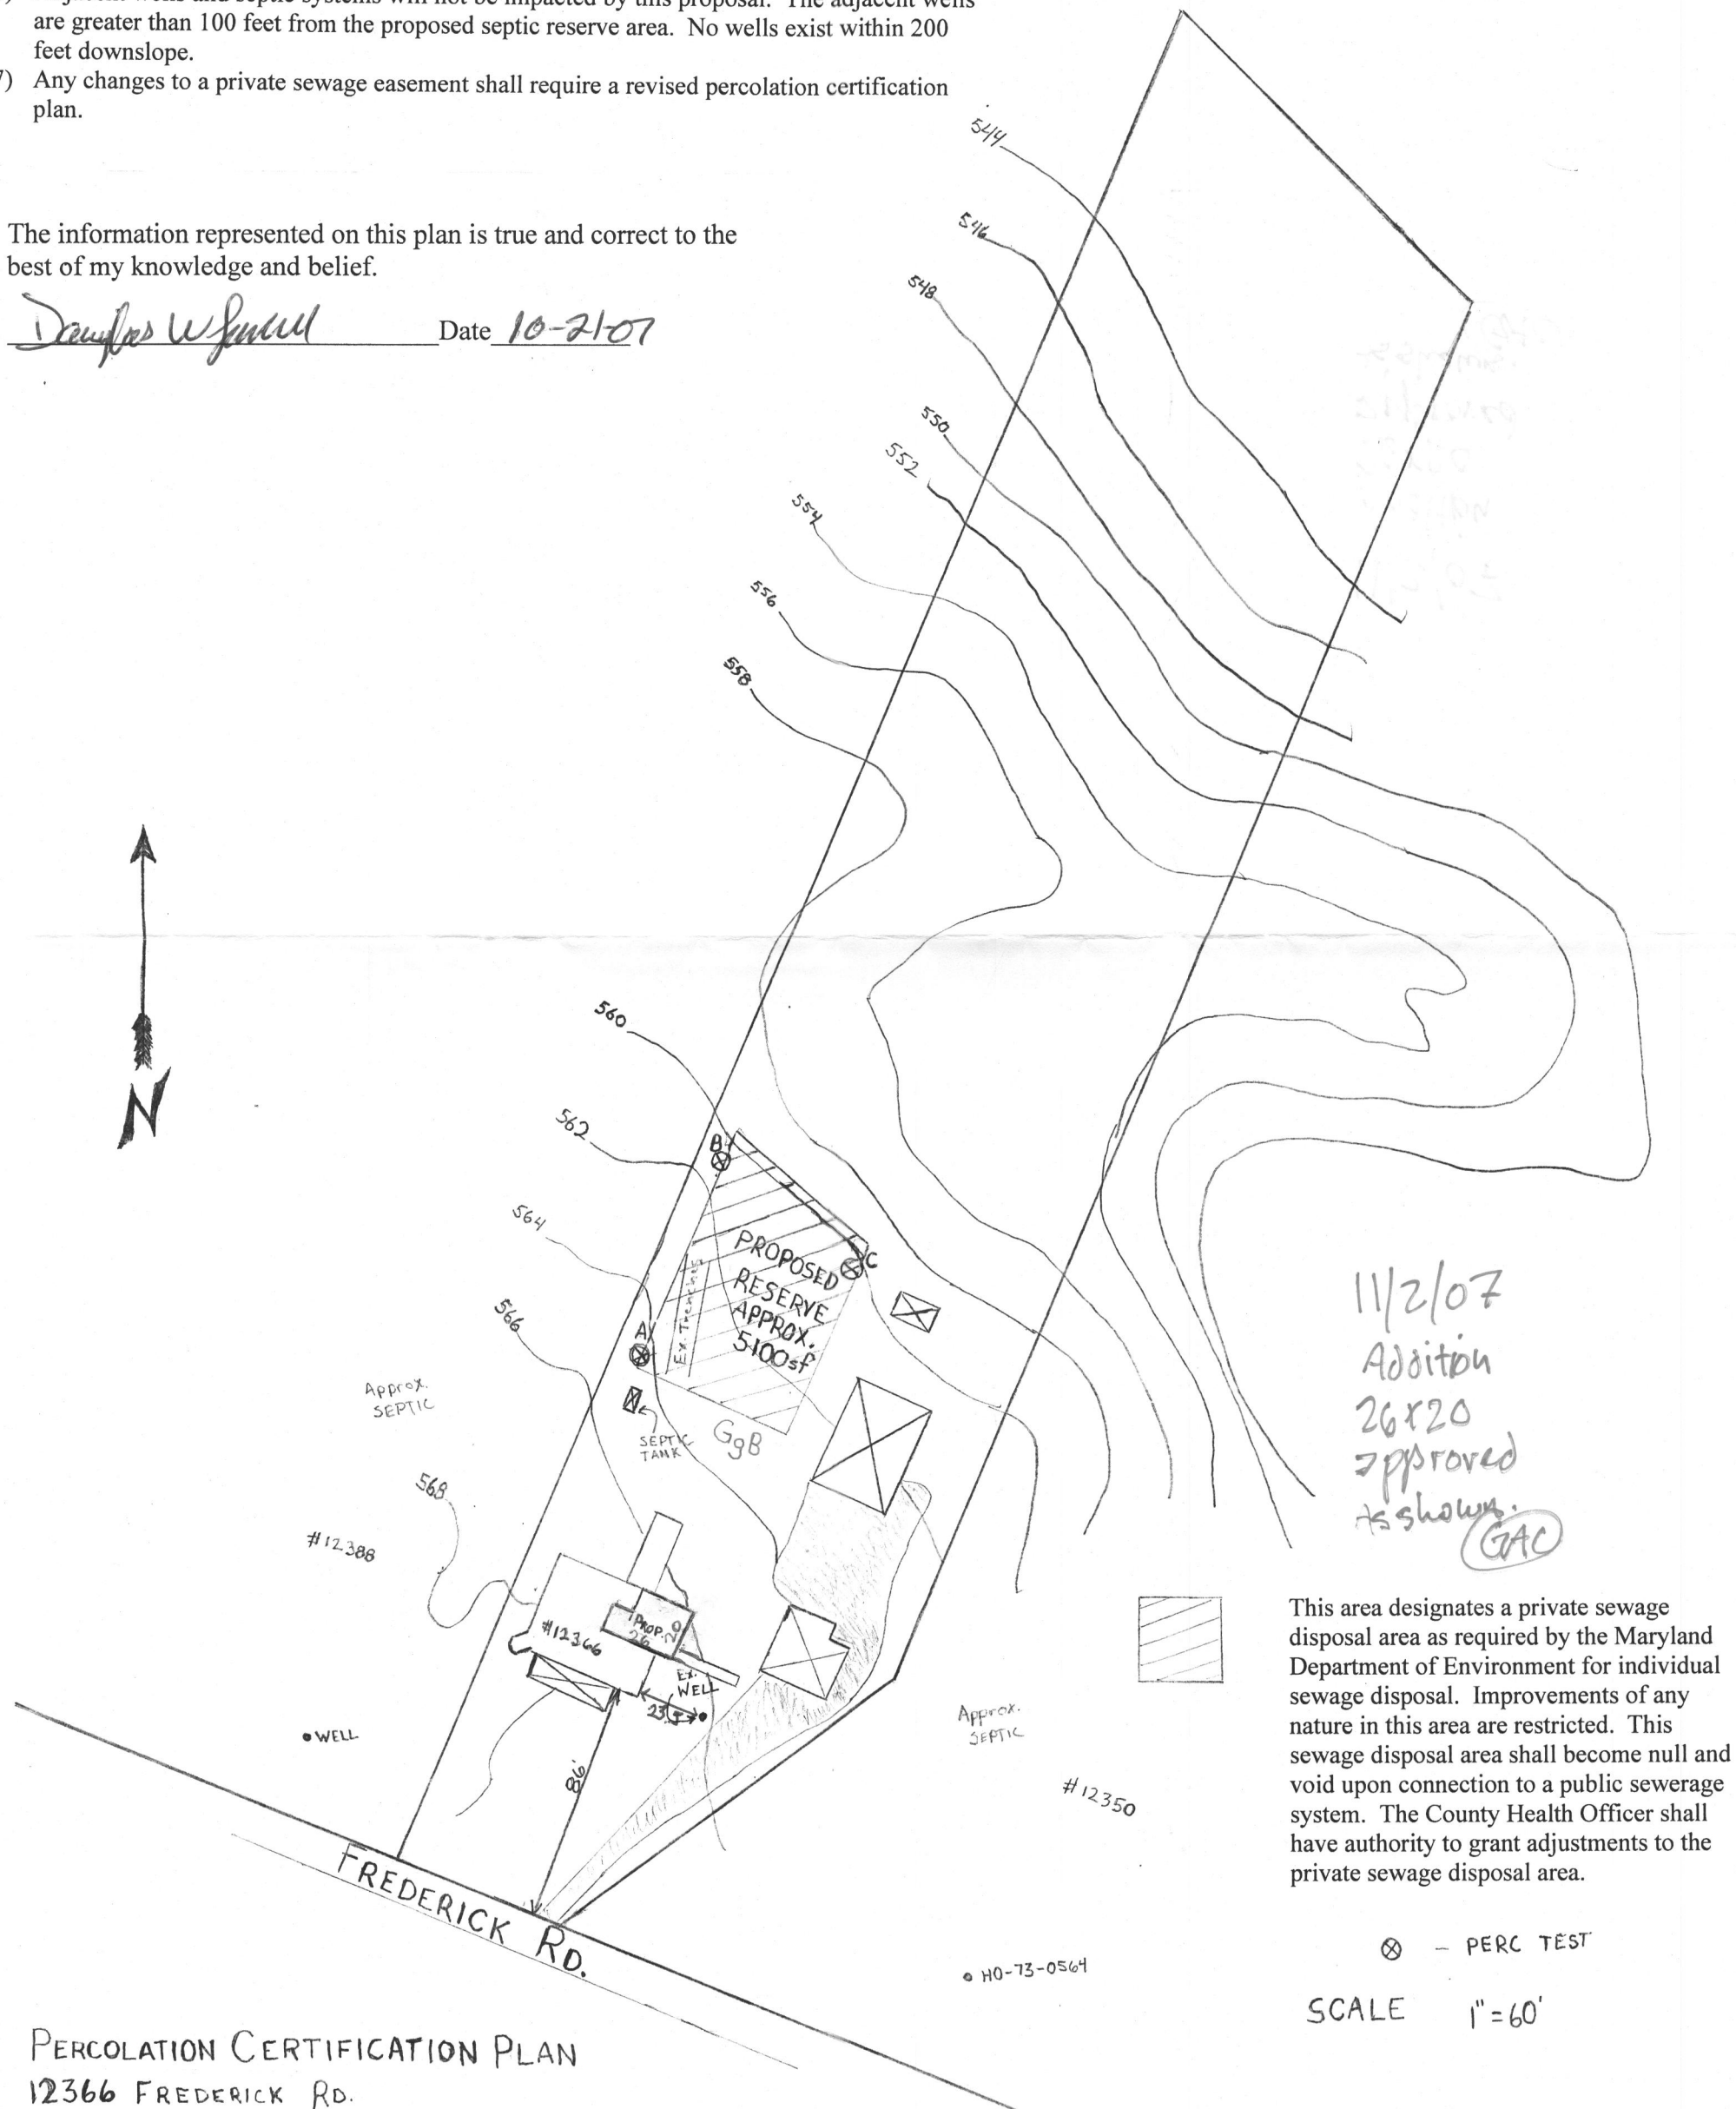 are greater than 100 feet from the proposed septic reserve area. No wells exist within 200
feet downslope.
7) Any changes to a private sewage easement shall require a revised percolation certification
plan.
The information represented on this plan is true and correct to the
best of my knowledge and belief.
Date 10-21-07
544
546
548
550
552
554
556
558
N
560
562
564
566
568
B
C
A
PROPOSED
RESERVE
APPROX.
5100sf
Ex. Trenches
Approx.
SEPTIC
SEPTIC
TANK
GgB
#12388
#12366
PROP.
26
20
Ex.
WELL
23.5
WELL
86'
11/2/07
Addition
26x20
approved
As shown.
GAC
This area designates a private sewage
disposal area as required by the Maryland
Department of Environment for individual
sewage disposal. Improvements of any
nature in this area are restricted. This
sewage disposal area shall become null and
void upon connection to a public sewerage
system. The County Health Officer shall
have authority to grant adjustments to the
private sewage disposal area.
Approx.
SEPTIC
#12350
FREDERICK RD.
HO-73-0564
- PERC TEST
SCALE 1"=60'
PERCOLATION CERTIFICATION PLAN
12366 FREDERICK RD.